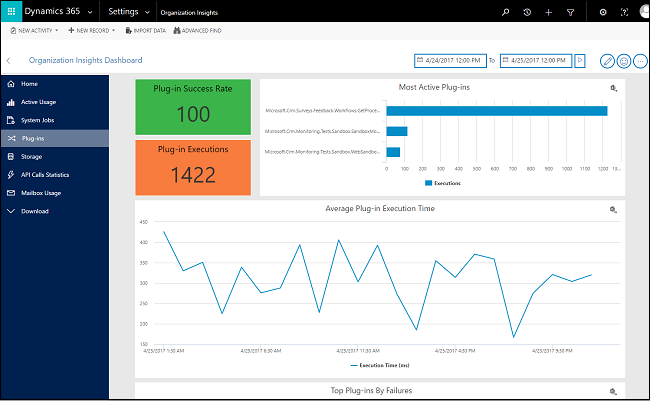 Dynamics 365 Settings Organization Insights
NEW ACTIVITY NEW RECORD IMPORT DATA ADVANCED FIND
Organization Insights Dashboard 4/24/2017 12:00 PM To 4/25/2017 12:00 PM
Home
Active Usage
System Jobs
Plug-ins
Storage
API Calls Statistics
Mailbox Usage
Download
Plug-in Success Rate
100
Plug-in Executions
1422
Most Active Plug-ins
Microsoft.Crm.Surveys.Feedback.Workflows.GetProce...
Microsoft.Crm.Monitoring.Tests.Sandbox.SandboxMo...
Microsoft.Crm.Monitoring.Tests.Sandbox.WebSandbo...
0 100 200 300 400 500 600 700 800 900 1000 1100 1200 13...
Executions
Average Plug-in Execution Time
450
400
350
300
250
200
150
4/25/2017 1:30 AM 4/25/2017 6:30 AM 4/25/2017 11:30 AM 4/25/2017 4:30 PM 4/25/2017 9:30 PM
Execution Time (ms)
Top Plug-ins By Failures